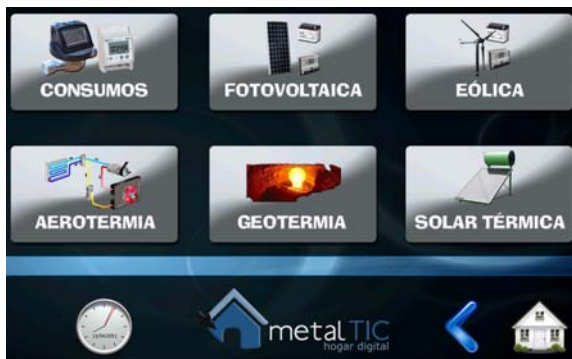 CONSUMOS
FOTOVOLTAICA
EÓLICA
AEROTERMIA
GEOTERMIA
SOLAR TÉRMICA
metalTIC
hogar digital